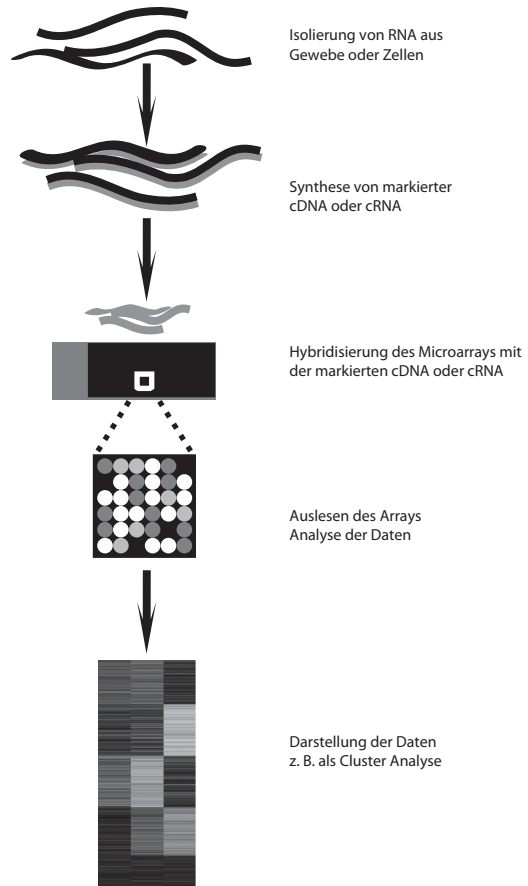 Isolierung von RNA aus
Gewebe oder Zellen
Synthese von markierter
cDNA oder cRNA
Hybridisierung des Microarrays mit
der markierten cDNA oder cRNA
Auslesen des Arrays
Analyse der Daten
Darstellung der Daten
z. B. als Cluster Analyse